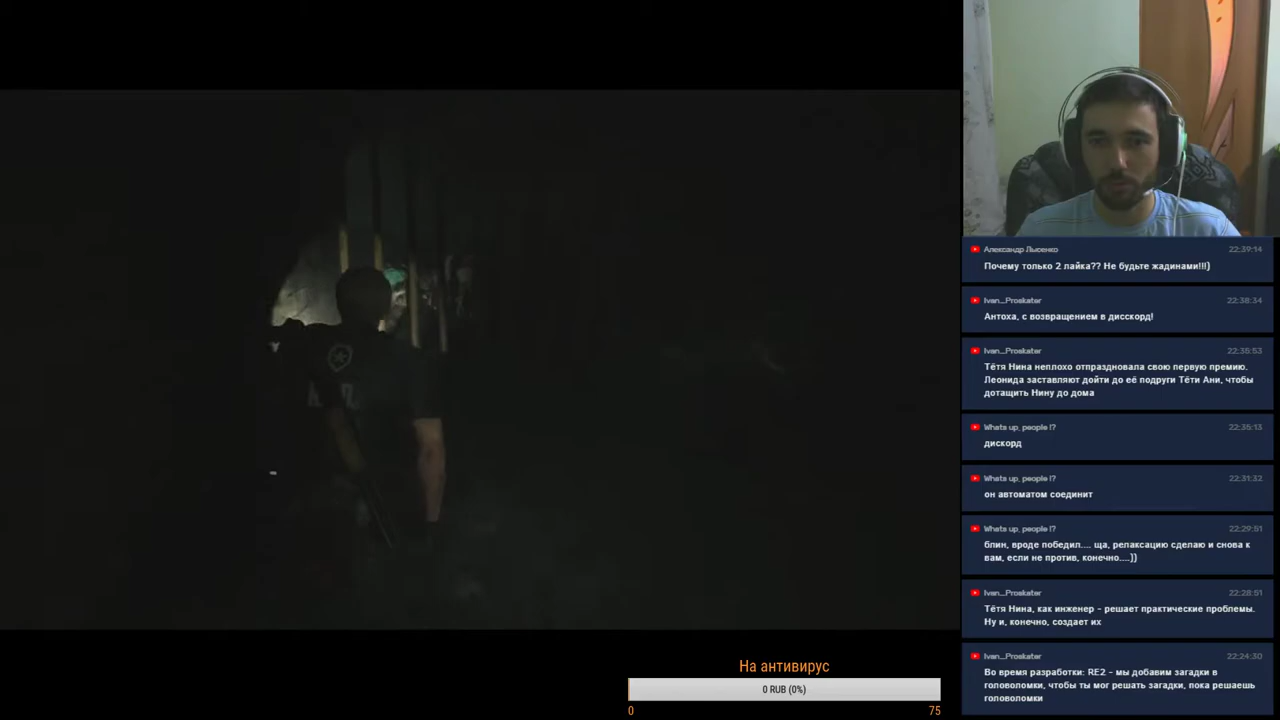 Александр Лысенко 22:39:14
Почему только 2 лайка?? Не будьте жадинами!!!)
Ivan_Proskater 22:38:34
Антоха, с возвращением в дисскорд!
Ivan_Proskater 22:35:53
Тётя Нина неплохо отпраздновала свою первую премию.
Леонида заставляют дойти до её подруги Тёти Ани, чтобы
дотащить Нину до дома
Whats up, people !? 22:35:13
дискорд
Whats up, people !? 22:31:32
он автоматом соединит
Whats up, people !? 22:29:51
блин, вроде победил.... ща, релаксацию сделаю и снова к
вам, если не против, конечно....))
Ivan_Proskater 22:28:51
Тётя Нина, как инженер - решает практические проблемы.
Ну и, конечно, создает их
Ivan_Proskater 22:24:30
Во время разработки: RE2 - мы добавим загадки в
головоломки, чтобы ты мог решать загадки, пока решаешь
головоломки
На антивирус
0 RUB (0%)
0 75